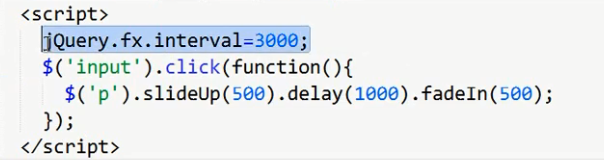 <script>
jQuery.fx.interval=3000;
$('input').click(function(){
$('p').slideUp(500).delay(1000).fadeIn(500);
});
</script>